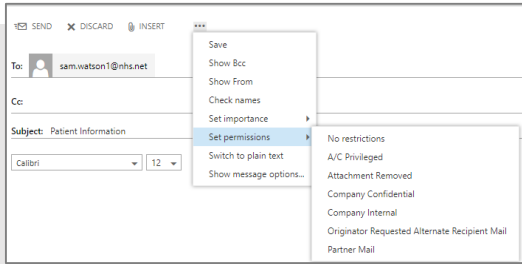 SEND DISCARD INSERT ...
To: sam.watson1@nhs.net
Cc:
Subject: Patient Information
Calibri 12
Save
Show Bcc
Show From
Check names
Set importance
Set permissions
Switch to plain text
Show message options...
No restrictions
A/C Privileged
Attachment Removed
Company Confidential
Company Internal
Originator Requested Alternate Recipient Mail
Partner Mail